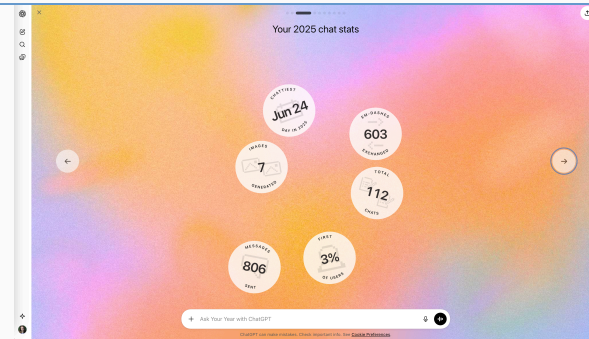 Your 2025 chat stats
CHATTIEST
Jun 24
DAY IN 2025
EM-DASHES
603
EXCHANGED
IMAGES
7
GENERATED
TOTAL
112
CHATS
FIRST
3%
OF USERS
MESSAGES
806
SENT
Ask Your Year with ChatGPT
ChatGPT can make mistakes. Check important info. See Cookie Preferences.